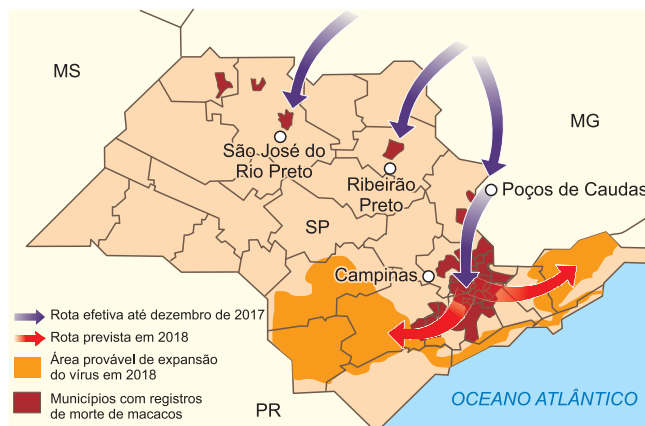 MS
MG
São José do
Rio Preto
Ribeirão
Preto
Poços de Caudas
SP
Campinas
Rota efetiva até dezembro de 2017
Rota prevista em 2018
Área provável de expansão
do vírus em 2018
Municípios com registros
de morte de macacos
PR
OCEANO ATLÂNTICO